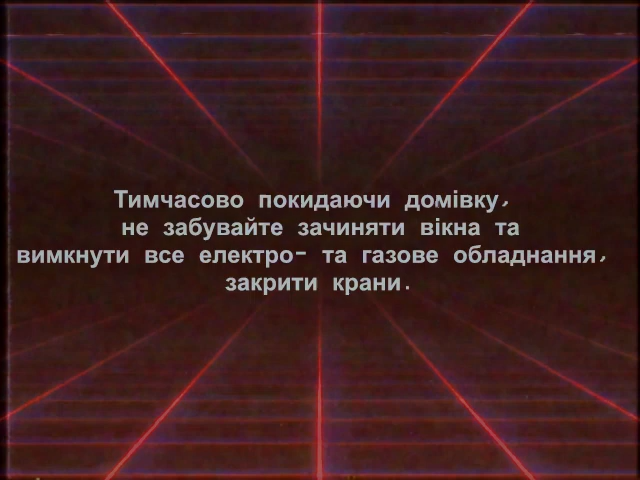 Тимчасово покидаючи домівку,
не забувайте зачиняти вікна та
вимкнути все електро- та газове обладнання,
закрити крани.